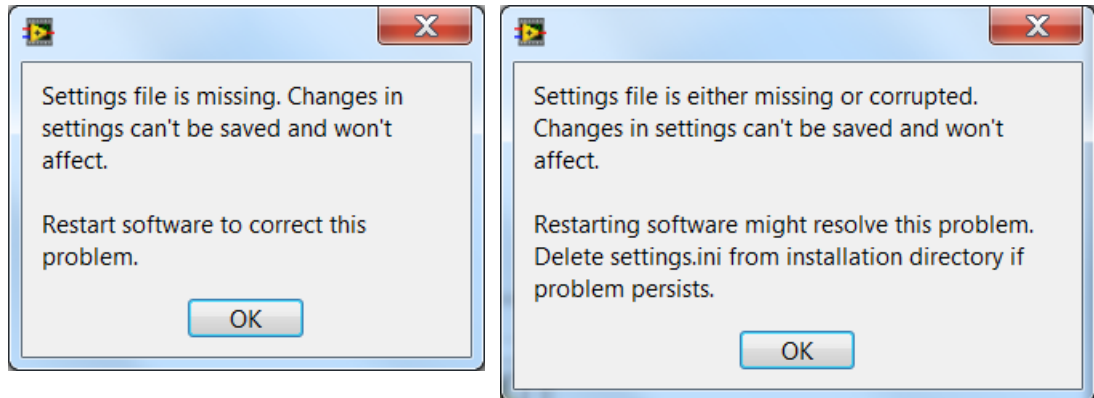 Settings file is missing. Changes in
settings can't be saved and won't
affect.
Restart software to correct this
problem.
OK
Settings file is either missing or corrupted.
Changes in settings can't be saved and won't
affect.
Restarting software might resolve this problem.
Delete settings.ini from installation directory if
problem persists.
OK